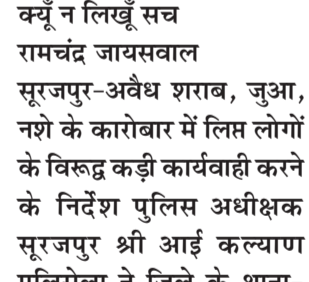 क्यूँ न लिखूँ सच
रामचंद्र जायसवाल
सूरजपुर-अवैध शराब, जुआ,
नशे के कारोबार में लिप्त लोगों
के विरूद्व कड़ी कार्यवाही करने
के निर्देश पुलिस अधीक्षक
सूरजपुर श्री आई कल्याण
ने जिले के थाना-